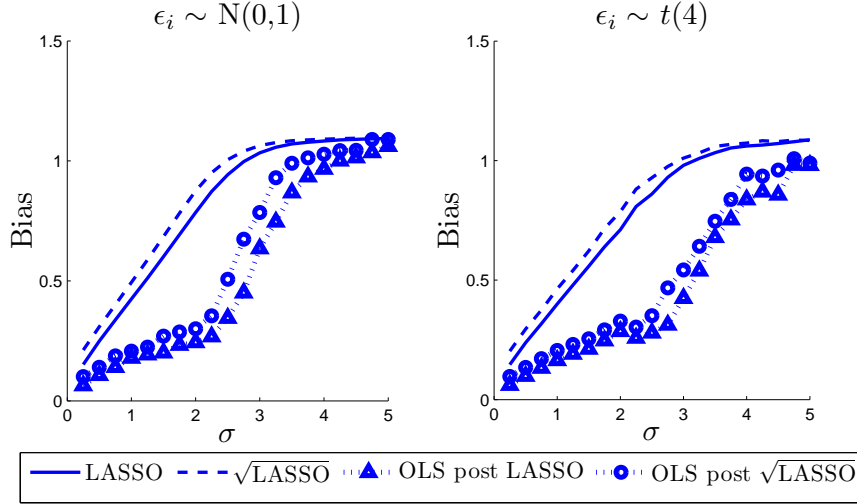 ϵᵢ ∼ N(0,1)
ϵᵢ ∼ t(4)
1.5
1
0.5
0
Bias
0 1 2 3 4 5
σ
1.5
1
0.5
0
Bias
0 1 2 3 4 5
σ
LASSO √LASSO OLS post LASSO OLS post √LASSO